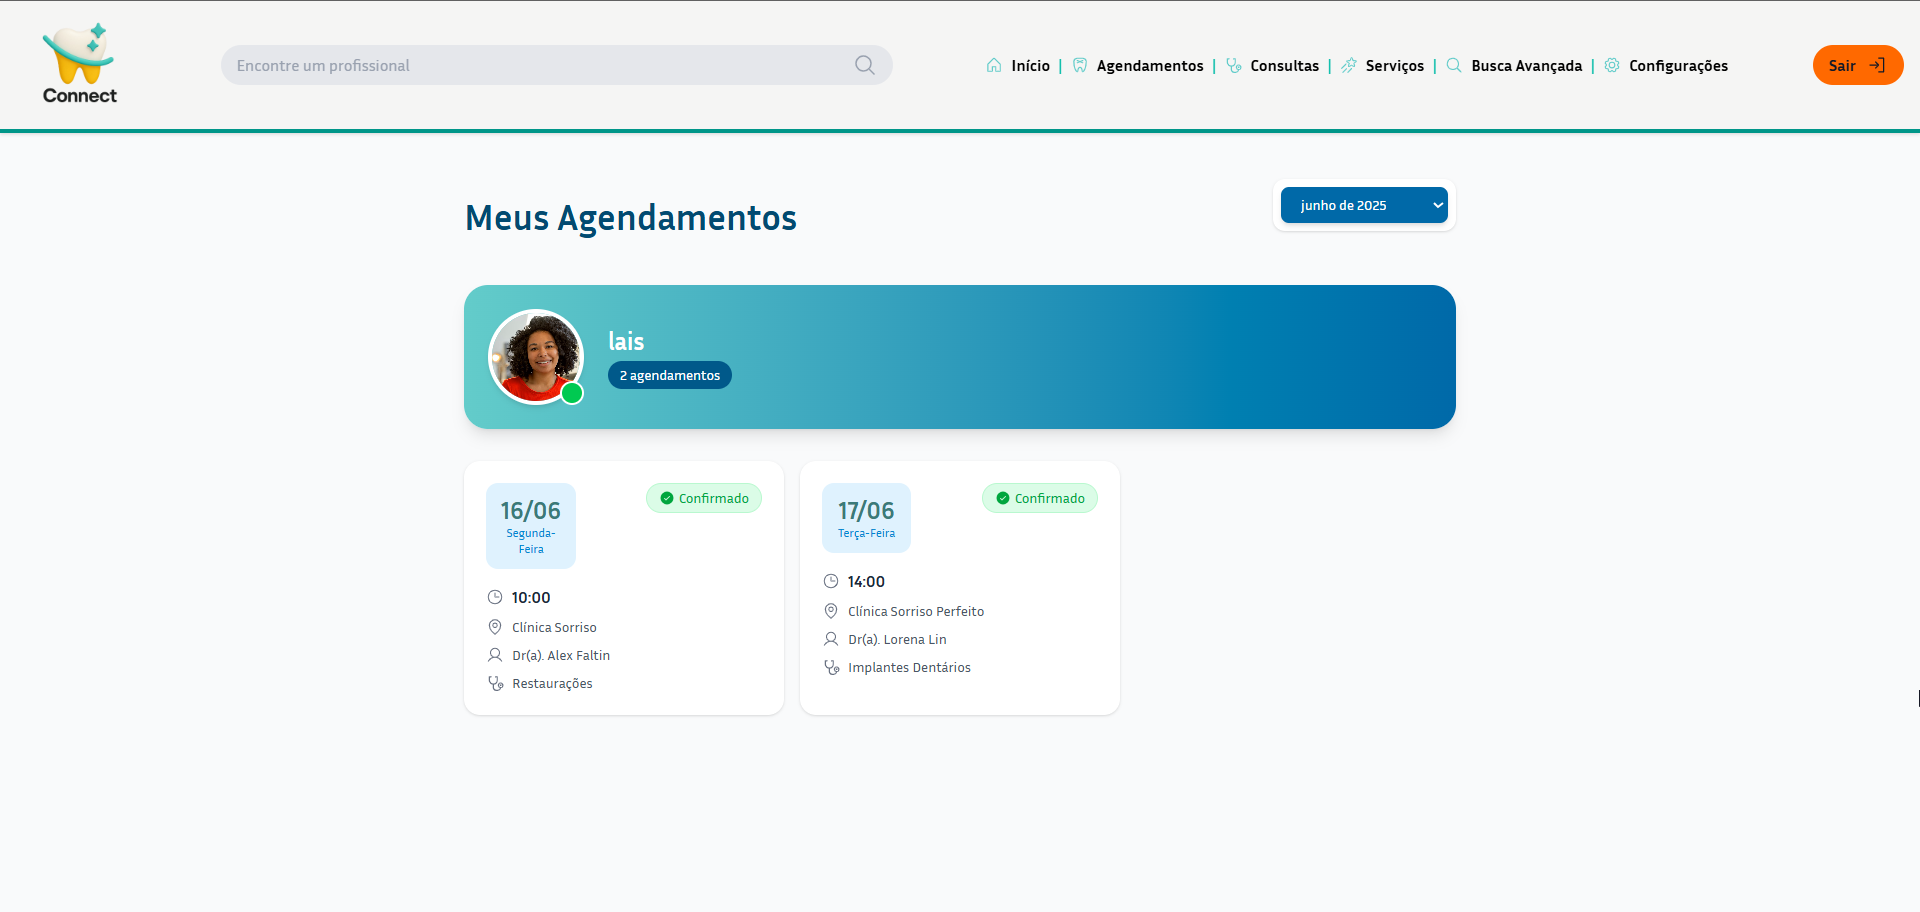 Connect
Encontre um profissional
Início | Agendamentos | Consultas | Serviços | Busca Avançada | Configurações
Sair
Meus Agendamentos
junho de 2025
lais
2 agendamentos
16/06
Segunda-
Feira
Confirmado
10:00
Clínica Sorriso
Dr(a). Alex Faltin
Restaurações
17/06
Terça-Feira
Confirmado
14:00
Clínica Sorriso Perfeito
Dr(a). Lorena Lin
Implantes Dentários